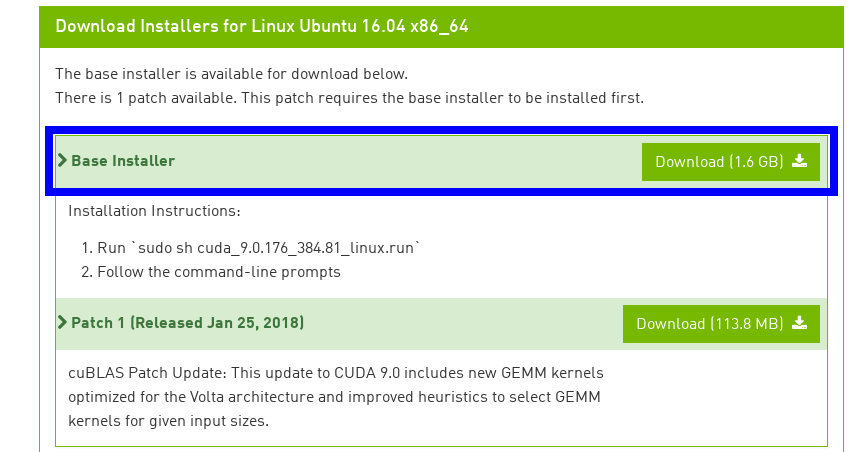 Download Installers for Linux Ubuntu 16.04 x86_64
The base installer is available for download below.
There is 1 patch available. This patch requires the base installer to be installed first.
Base Installer
Download (1.6 GB)
Installation Instructions:
1. Run `sudo sh cuda_9.0.176_384.81_linux.run`
2. Follow the command-line prompts
Patch 1 (Released Jan 25, 2018)
Download (113.8 MB)
cuBLAS Patch Update: This update to CUDA 9.0 includes new GEMM kernels
optimized for the Volta architecture and improved heuristics to select GEMM
kernels for given input sizes.